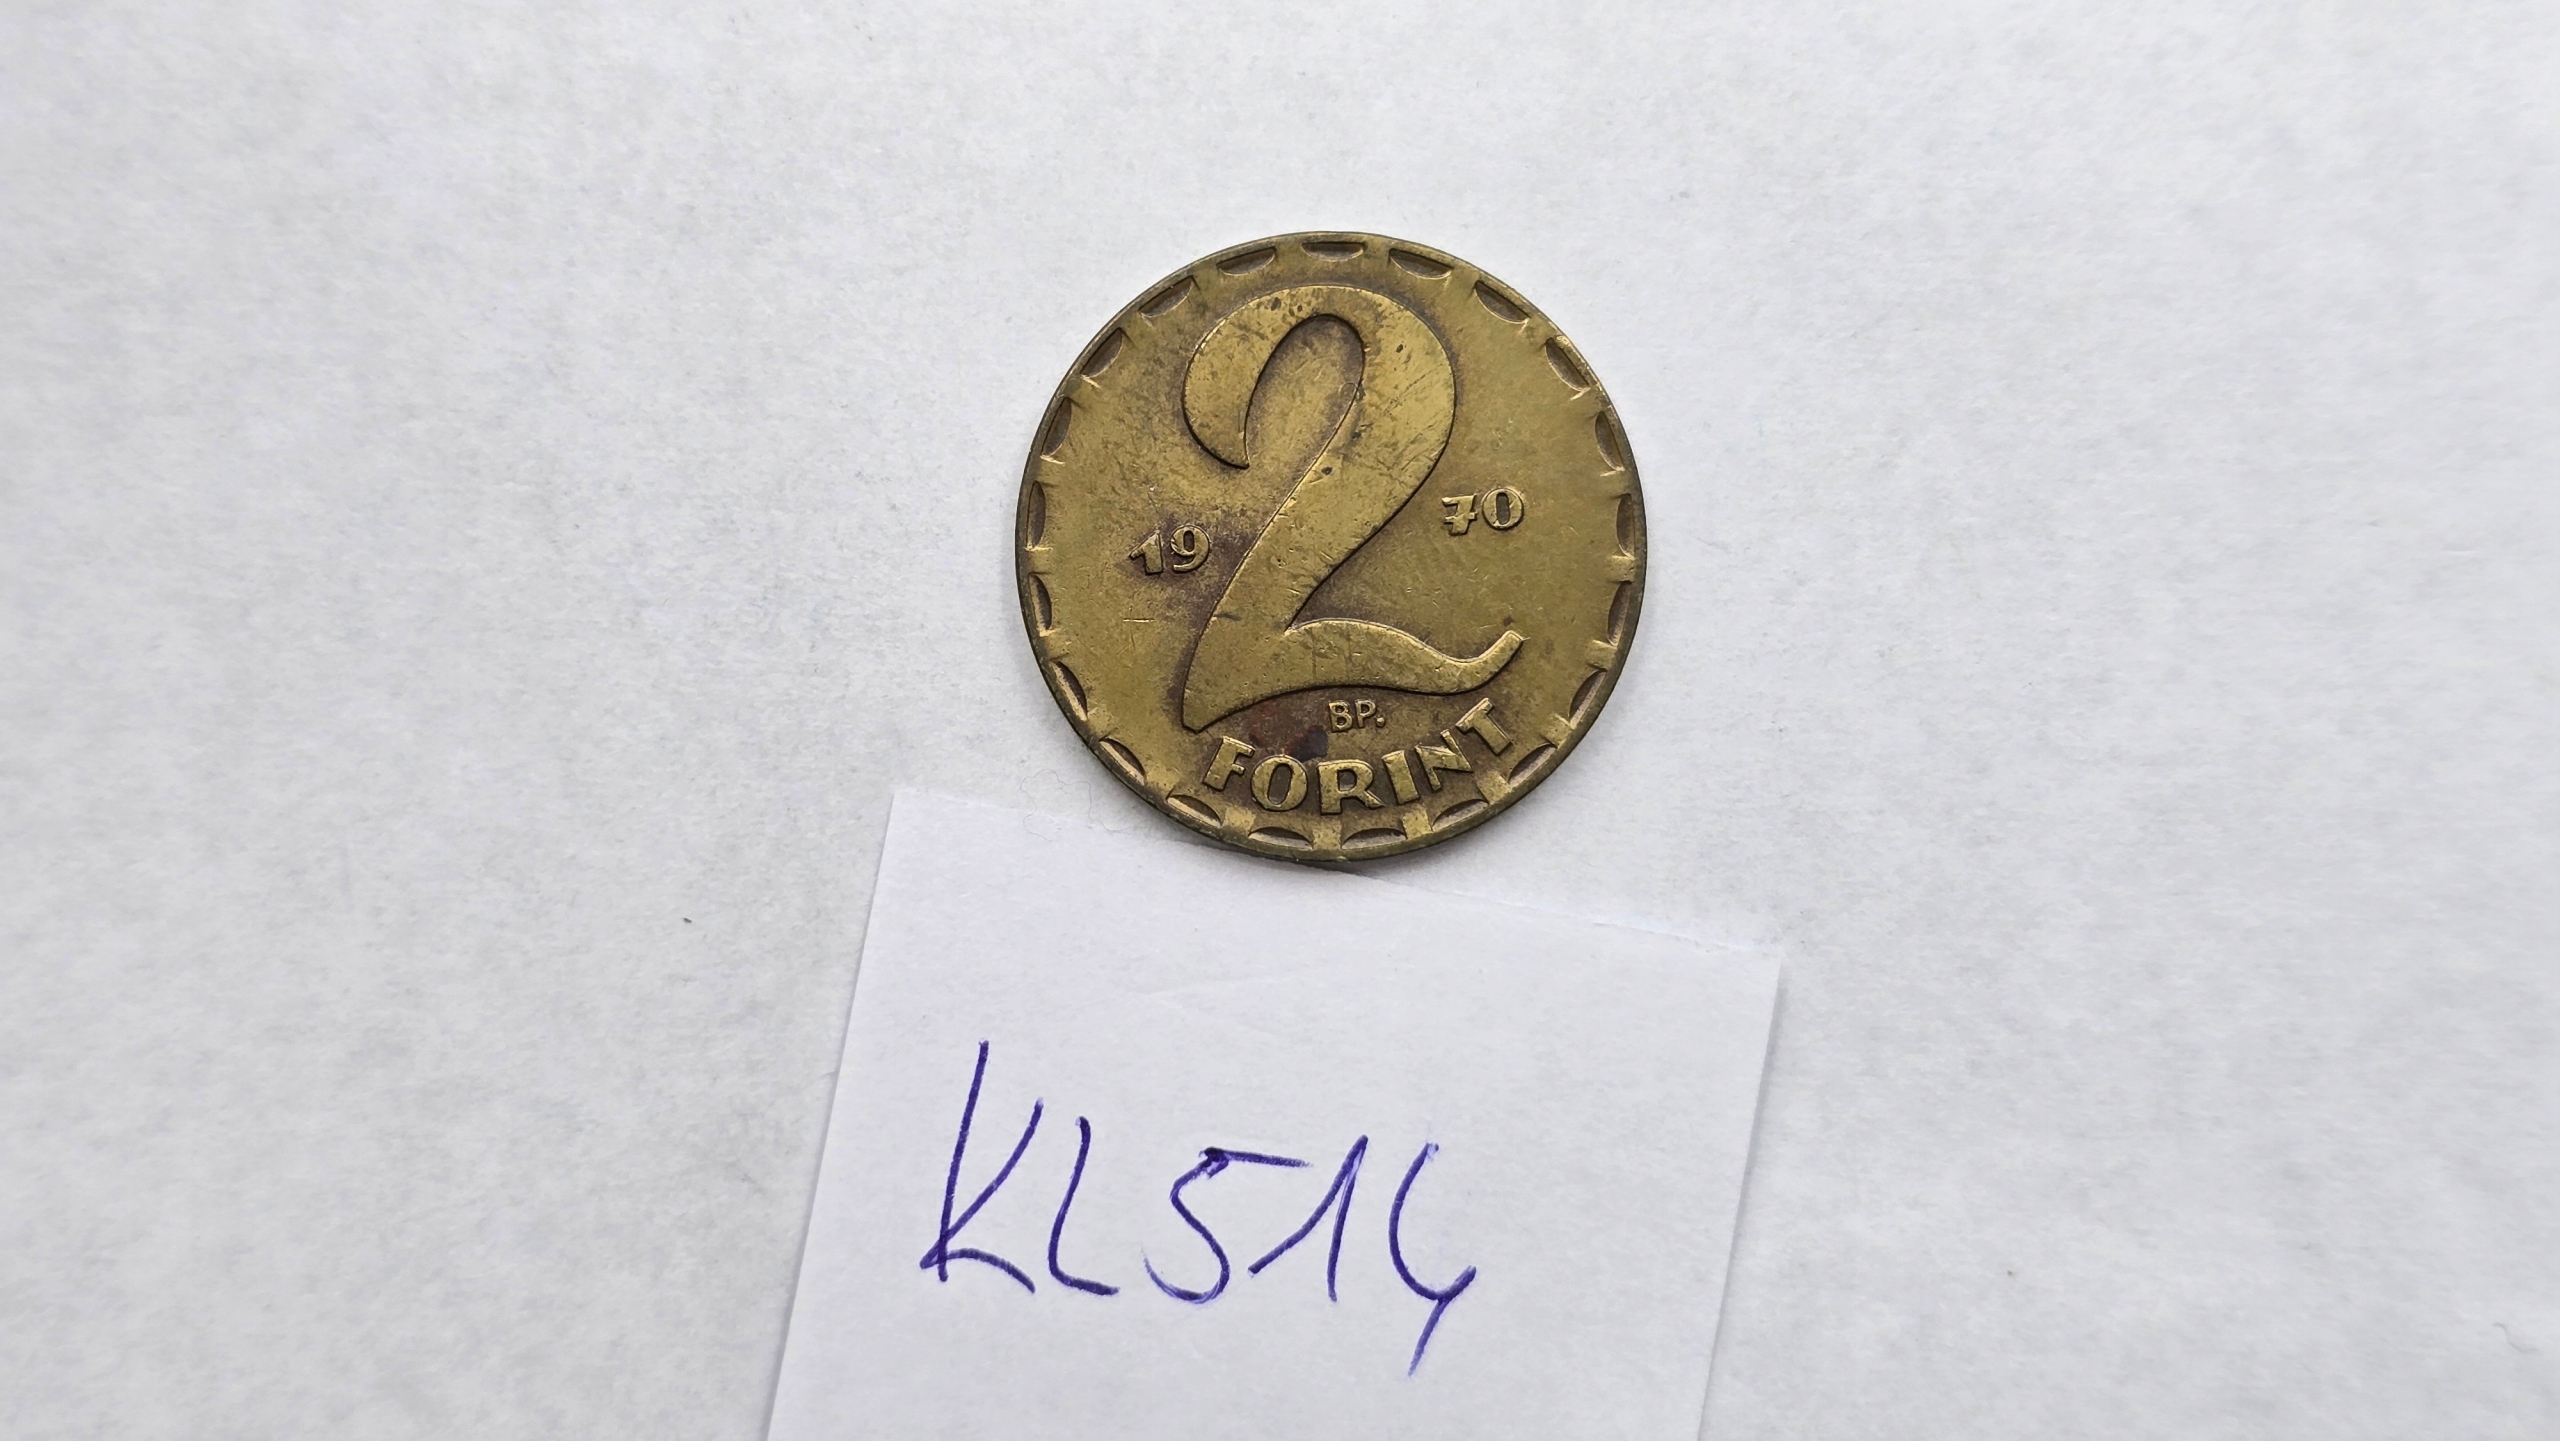 2
19 70
BP.
FORINT
KL514